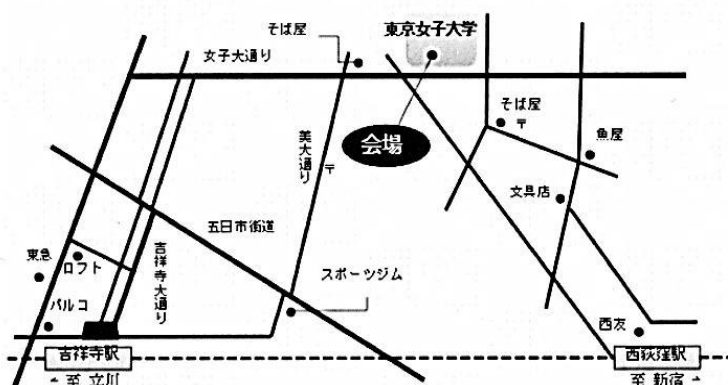 そば屋
東京女子大学
女子大通り
そば屋
〒
会場
魚屋
美大通り
〒
文具店
五日市街道
吉祥寺大通り
東急
ロフト
スポーツジム
パルコ
西友
吉祥寺駅
西荻窪駅
至 立川
至 新宿